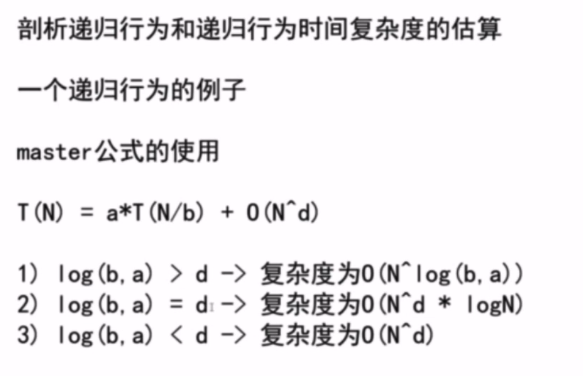 剖析递归行为和递归行为时间复杂度的估算
一个递归行为的例子
master公式的使用
T(N) = a*T(N/b) + O(N^d)
1) log(b,a) > d -> 复杂度为O(N^log(b,a))
2) log(b,a) = d -> 复杂度为O(N^d * logN)
3) log(b,a) < d -> 复杂度为O(N^d)